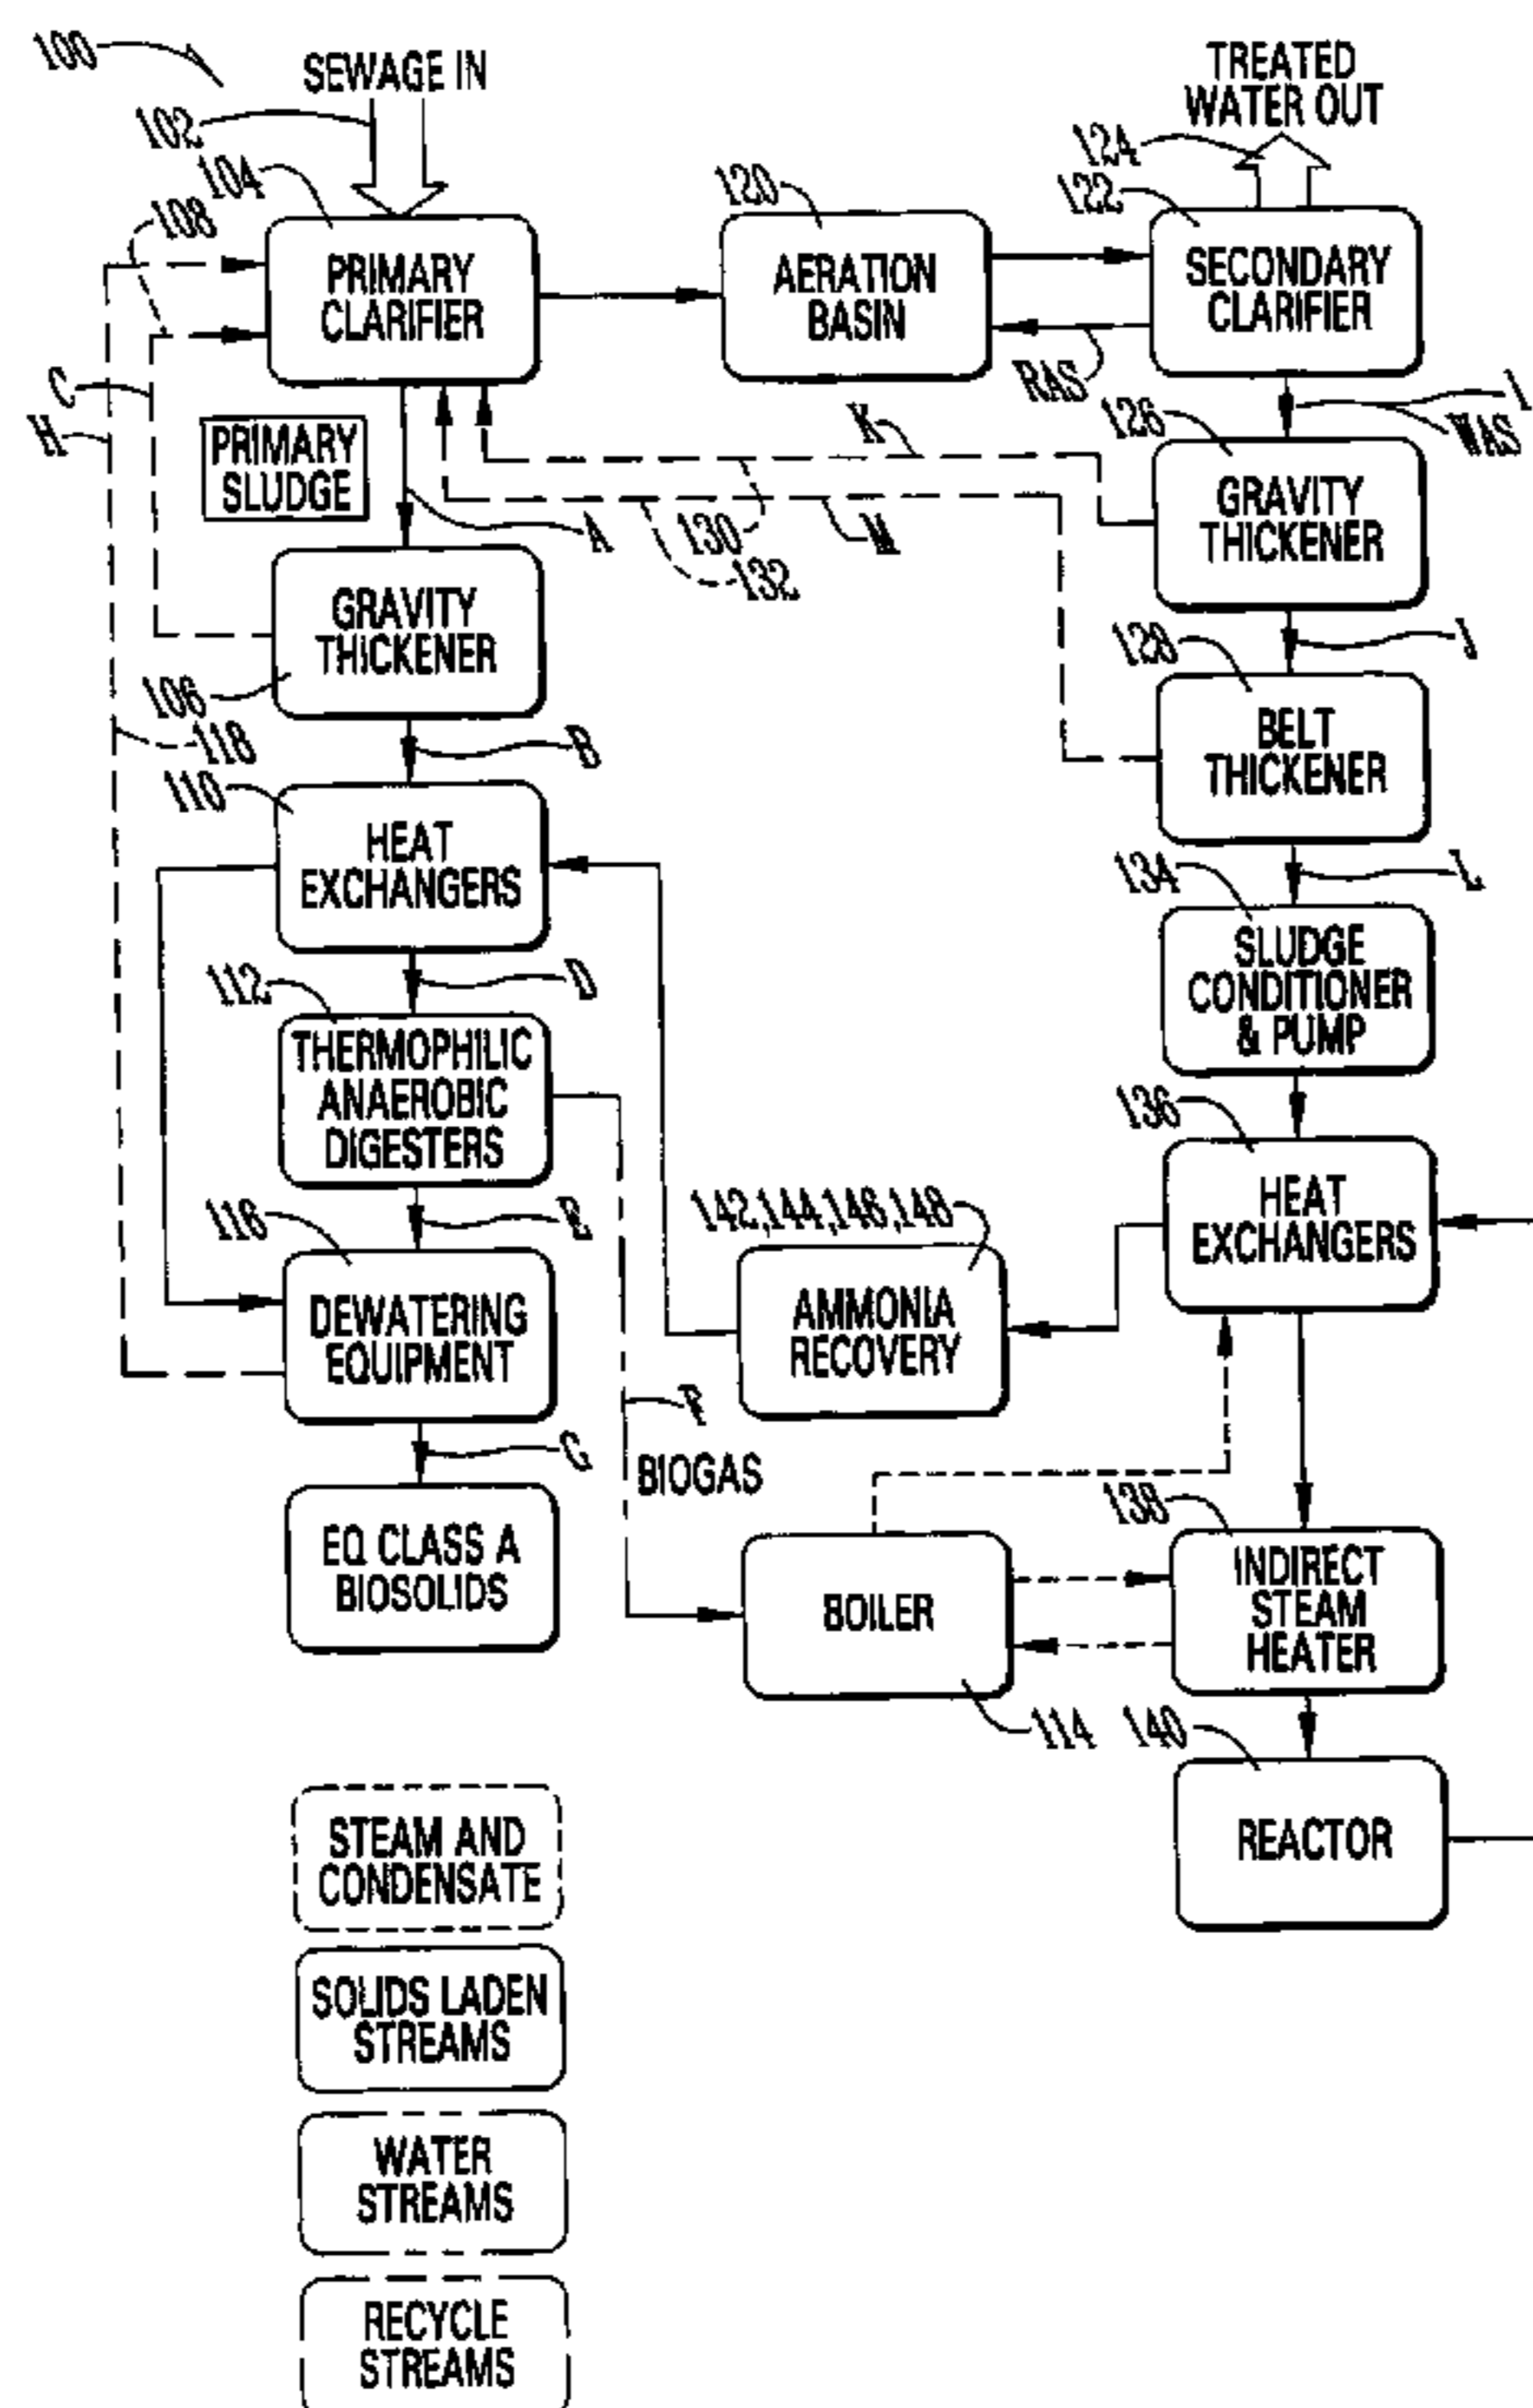 100
SEWAGE IN
102
104
108
PRIMARY
CLARIFIER
120
AERATION
BASIN
TREATED
WATER OUT
124
122
SECONDARY
CLARIFIER
RAS
C
H
PRIMARY
SLUDGE
A
K
130
M
132
126
I
WAS
GRAVITY
THICKENER
GRAVITY
THICKENER
106
118
128
J
BELT
THICKENER
B
110
HEAT
EXCHANGERS
134
L
SLUDGE
CONDITIONER
& PUMP
D
112
THERMOPHILIC
ANAEROBIC
DIGESTERS
136
HEAT
EXCHANGERS
E
116
DEWATERING
EQUIPMENT
142,144,146,148
AMMONIA
RECOVERY
F
BIOGAS
G
EQ CLASS A
BIOSOLIDS
BOILER
114
138
INDIRECT
STEAM
HEATER
140
REACTOR
STEAM AND
CONDENSATE
SOLIDS LADEN
STREAMS
WATER
STREAMS
RECYCLE
STREAMS